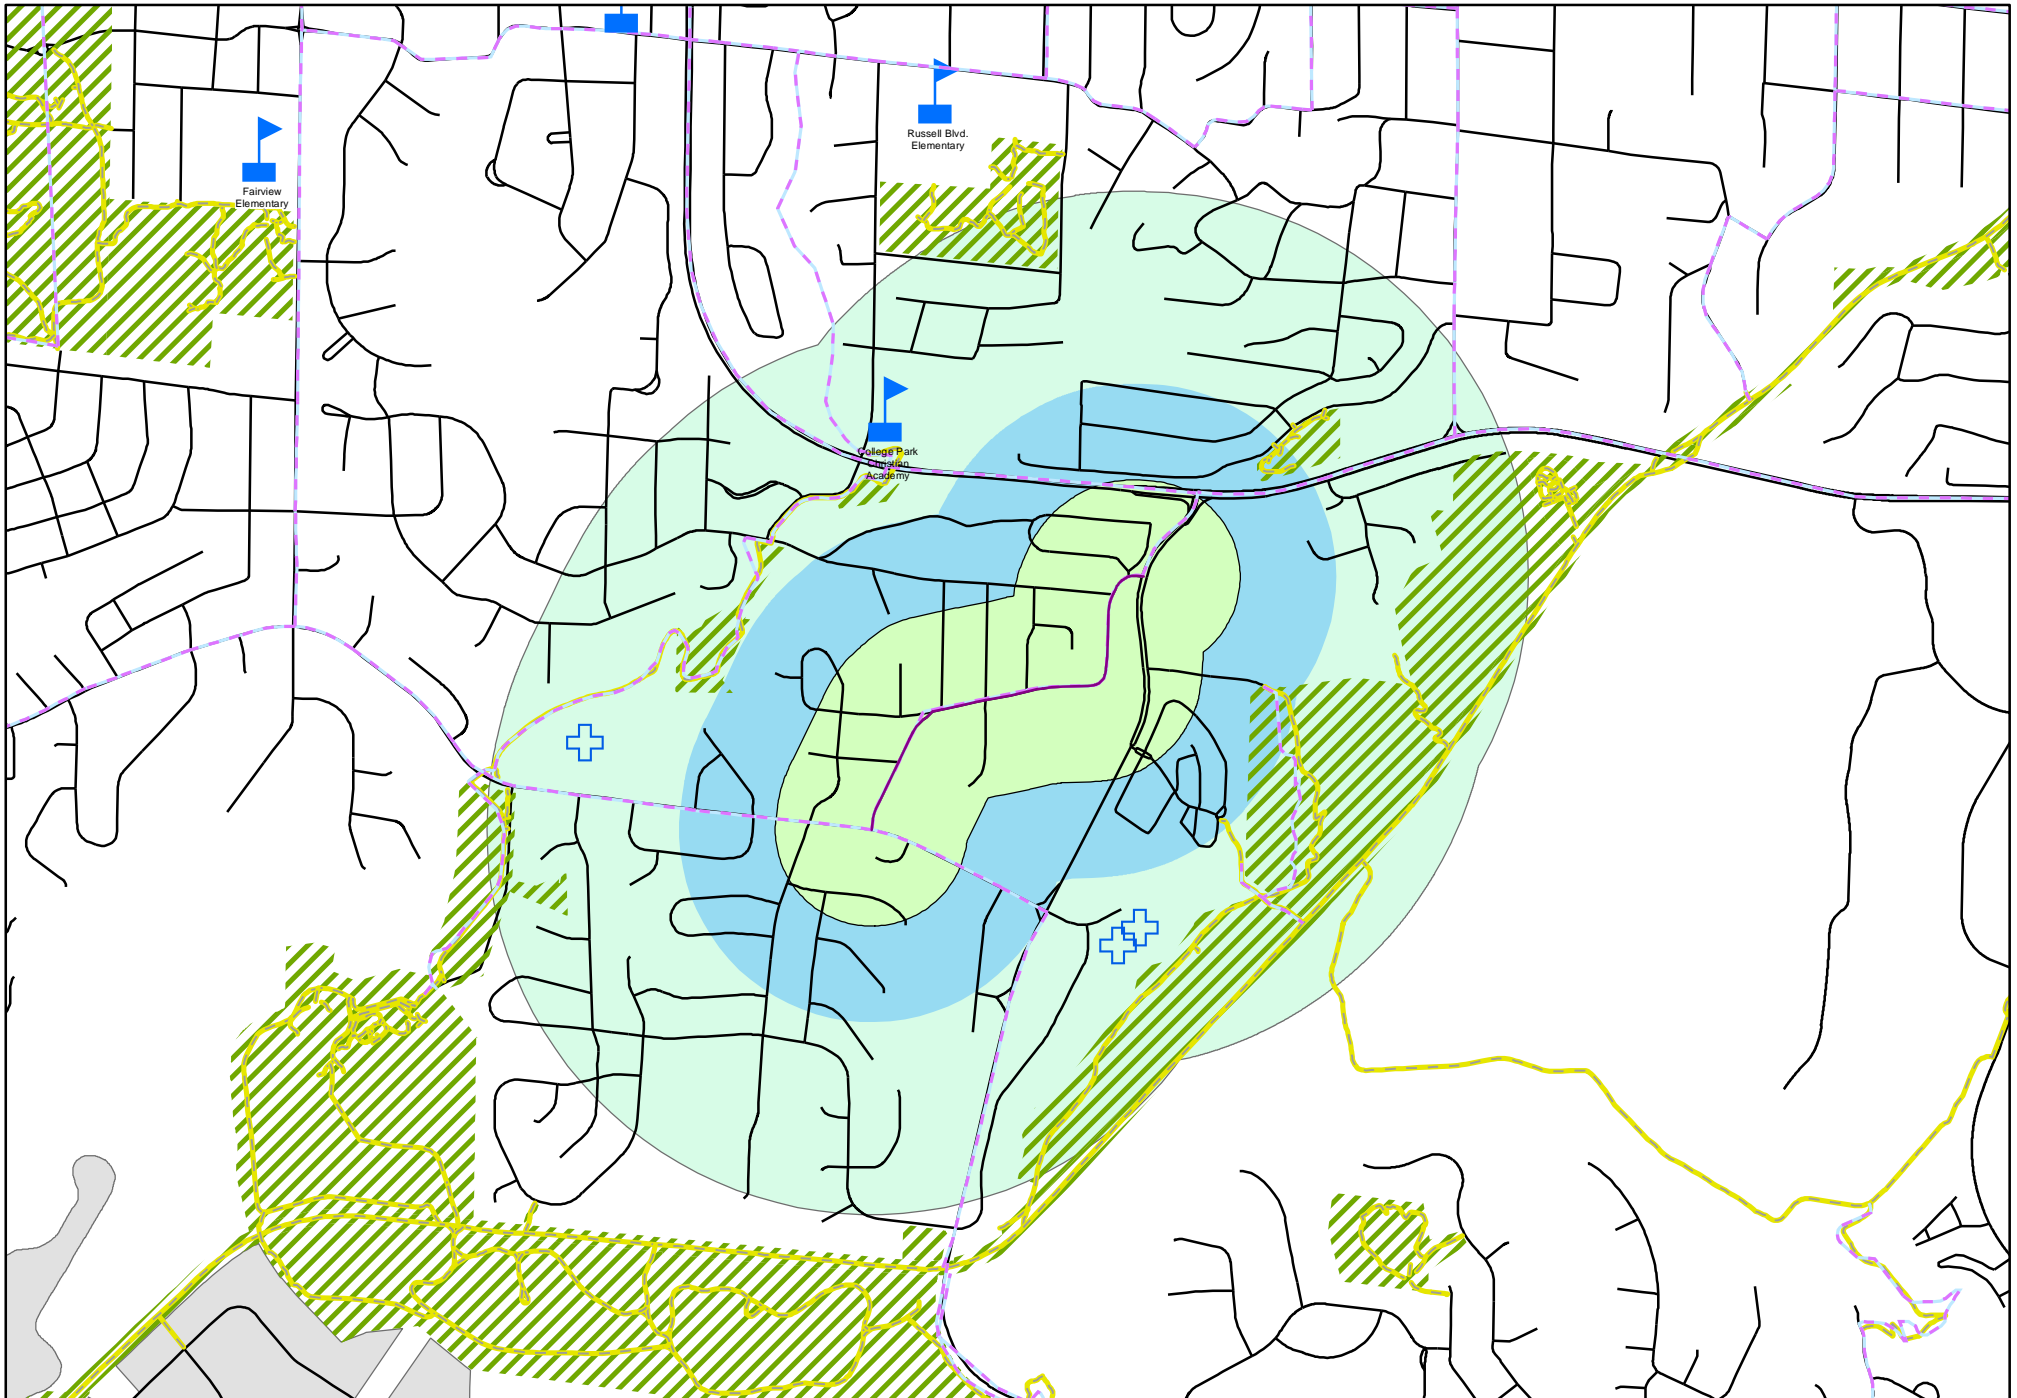 Russell Blvd.
Elementary
Fairview
Elementary
College Park
Christian
Academy